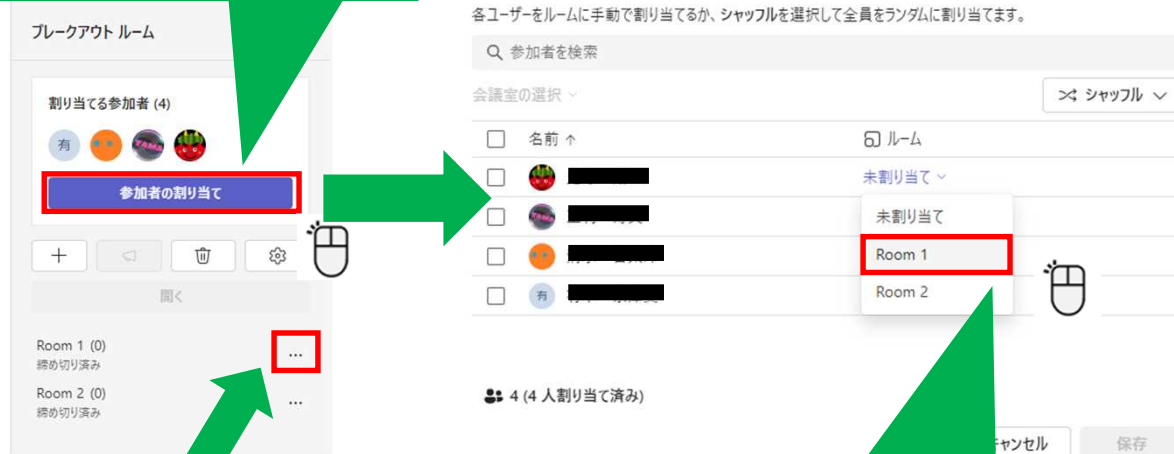 ブレークアウト ルーム
割り当てる参加者 (4)
有
YAMA
参加者の割り当て
開く
Room 1 (0)
締め切り済み
...
Room 2 (0)
締め切り済み
...
各ユーザーをルームに手動で割り当てるか、シャッフルを選択して全員をランダムに割り当てます。
参加者を検索
会議室の選択
シャッフル
名前 ↑
ルーム
未割り当て
YAMA
未割り当て
Room 1
有
Room 2
4 (4 人割り当て済み)
キャンセル
保存